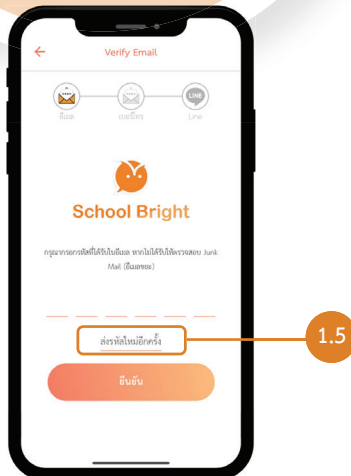 Verify Email
LINE
อีเมล
เบอร์โทร
Line
School Bright
กรุณากรอกรหัสที่ได้รับในอีเมล หากไม่ได้รับให้ตรวจสอบ Junk
Mail (อีเมลขยะ)
ส่งรหัสใหม่อีกครั้ง
1.5
ยืนยัน